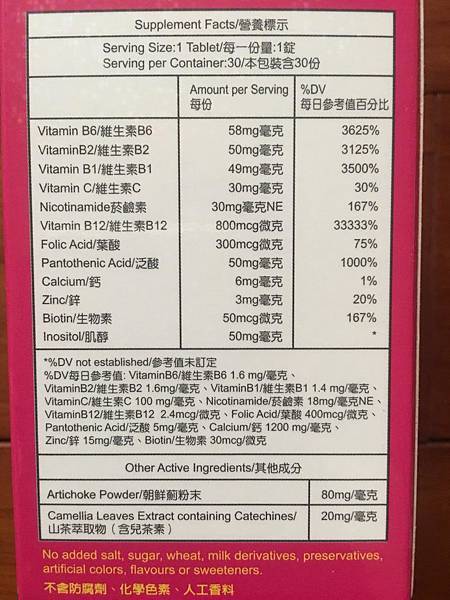 Supplement Facts/營養標示
Serving Size:1 Tablet/每一份量:1錠
Serving per Container:30/本包裝含30份
Amount per Serving %DV
每份 每日參考值百分比
Vitamin B6/維生素B6 58mg毫克 3625%
VitaminB2/維生素B2 50mg毫克 3125%
Vitamin B1/維生素B1 49mg毫克 3500%
Vitamin C/維生素C 30mg毫克 30%
Nicotinamide菸鹼素 30mg毫克NE 167%
Vitamin B12/維生素B12 800mcg微克 33333%
Folic Acid/葉酸 300mcg微克 75%
Pantothenic Acid/泛酸 50mg毫克 1000%
Calcium/鈣 6mg毫克 1%
Zinc/鋅 3mg毫克 20%
Biotin/生物素 50mcg微克 167%
Inositol/肌醇 50mg毫克 *
*%DV not established/參考值未訂定
%DV每日參考值: VitaminB6/維生素B6 1.6 mg/毫克、
VitaminB2/維生素B2 1.6mg/毫克、VitaminB1/維生素B1 1.4 mg/毫克、
VitaminC/維生素C 100 mg/毫克、Nicotinamide/菸鹼素 18mg/毫克NE、
VitaminB12/維生素B12 2.4mcg/微克、Folic Acid/葉酸 400mcg/微克、
Pantothenic Acid/泛酸 5mg/毫克、Calcium/鈣 1200 mg/毫克、
Zinc/鋅 15mg/毫克、Biotin/生物素 30mcg/微克
Other Active Ingredients/其他成分
Artichoke Powder/朝鮮薊粉末 80mg/毫克
Camellia Leaves Extract containing Catechines/ 20mg/毫克
山茶萃取物（含兒茶素）
No added salt, sugar, wheat, milk derivatives, preservatives,
artificial colors, flavours or sweeteners.
不含防腐劑、化學色素、人工香料